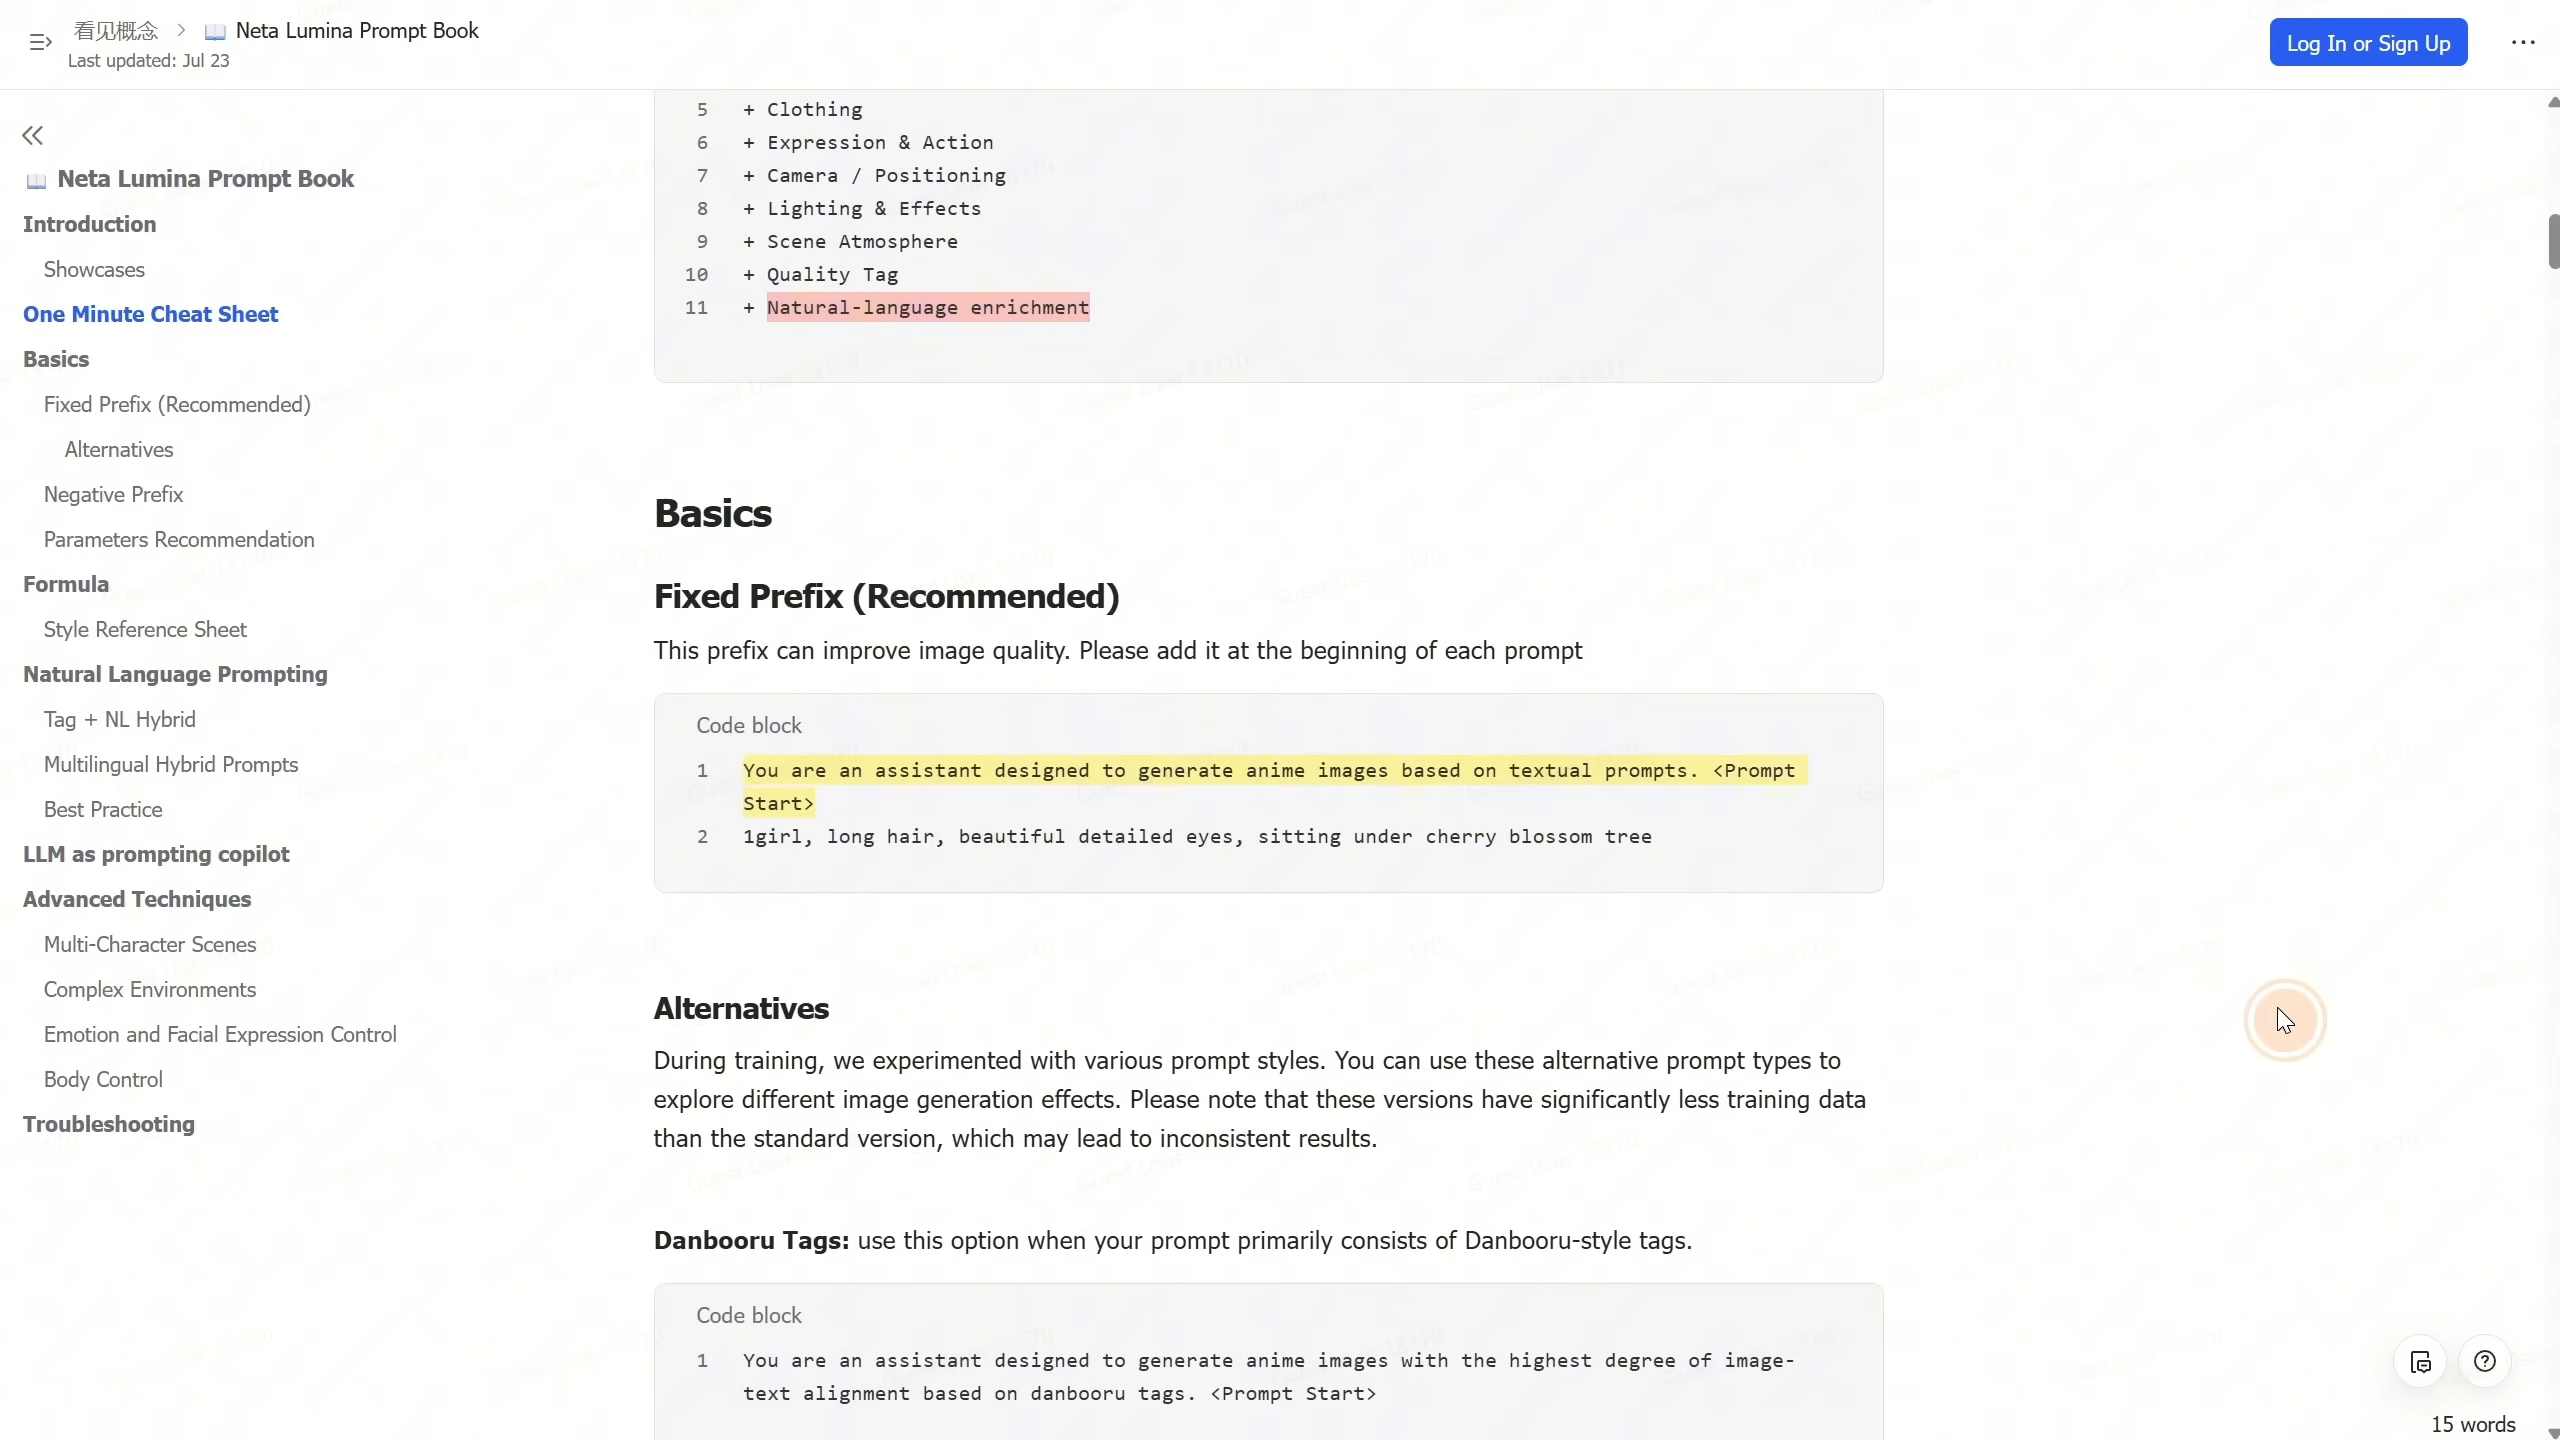 看见概念
Neta Lumina Prompt Book
Last updated: Jul 23
Log In or Sign Up
Neta Lumina Prompt Book
Introduction
Showcases
One Minute Cheat Sheet
Basics
Fixed Prefix (Recommended)
Alternatives
Negative Prefix
Parameters Recommendation
Formula
Style Reference Sheet
Natural Language Prompting
Tag + NL Hybrid
Multilingual Hybrid Prompts
Best Practice
LLM as prompting copilot
Advanced Techniques
Multi-Character Scenes
Complex Environments
Emotion and Facial Expression Control
Body Control
Troubleshooting
5 + Clothing
6 + Expression & Action
7 + Camera / Positioning
8 + Lighting & Effects
9 + Scene Atmosphere
10 + Quality Tag
11 + Natural-language enrichment
Basics
Fixed Prefix (Recommended)
This prefix can improve image quality. Please add it at the beginning of each prompt
Code block
1 You are an assistant designed to generate anime images based on textual prompts. <Prompt
Start>
2 1girl, long hair, beautiful detailed eyes, sitting under cherry blossom tree
Alternatives
During training, we experimented with various prompt styles. You can use these alternative prompt types to
explore different image generation effects. Please note that these versions have significantly less training data
than the standard version, which may lead to inconsistent results.
Danbooru Tags: use this option when your prompt primarily consists of Danbooru-style tags.
Code block
1 You are an assistant designed to generate anime images with the highest degree of image-
text alignment based on danbooru tags. <Prompt Start>
15 words